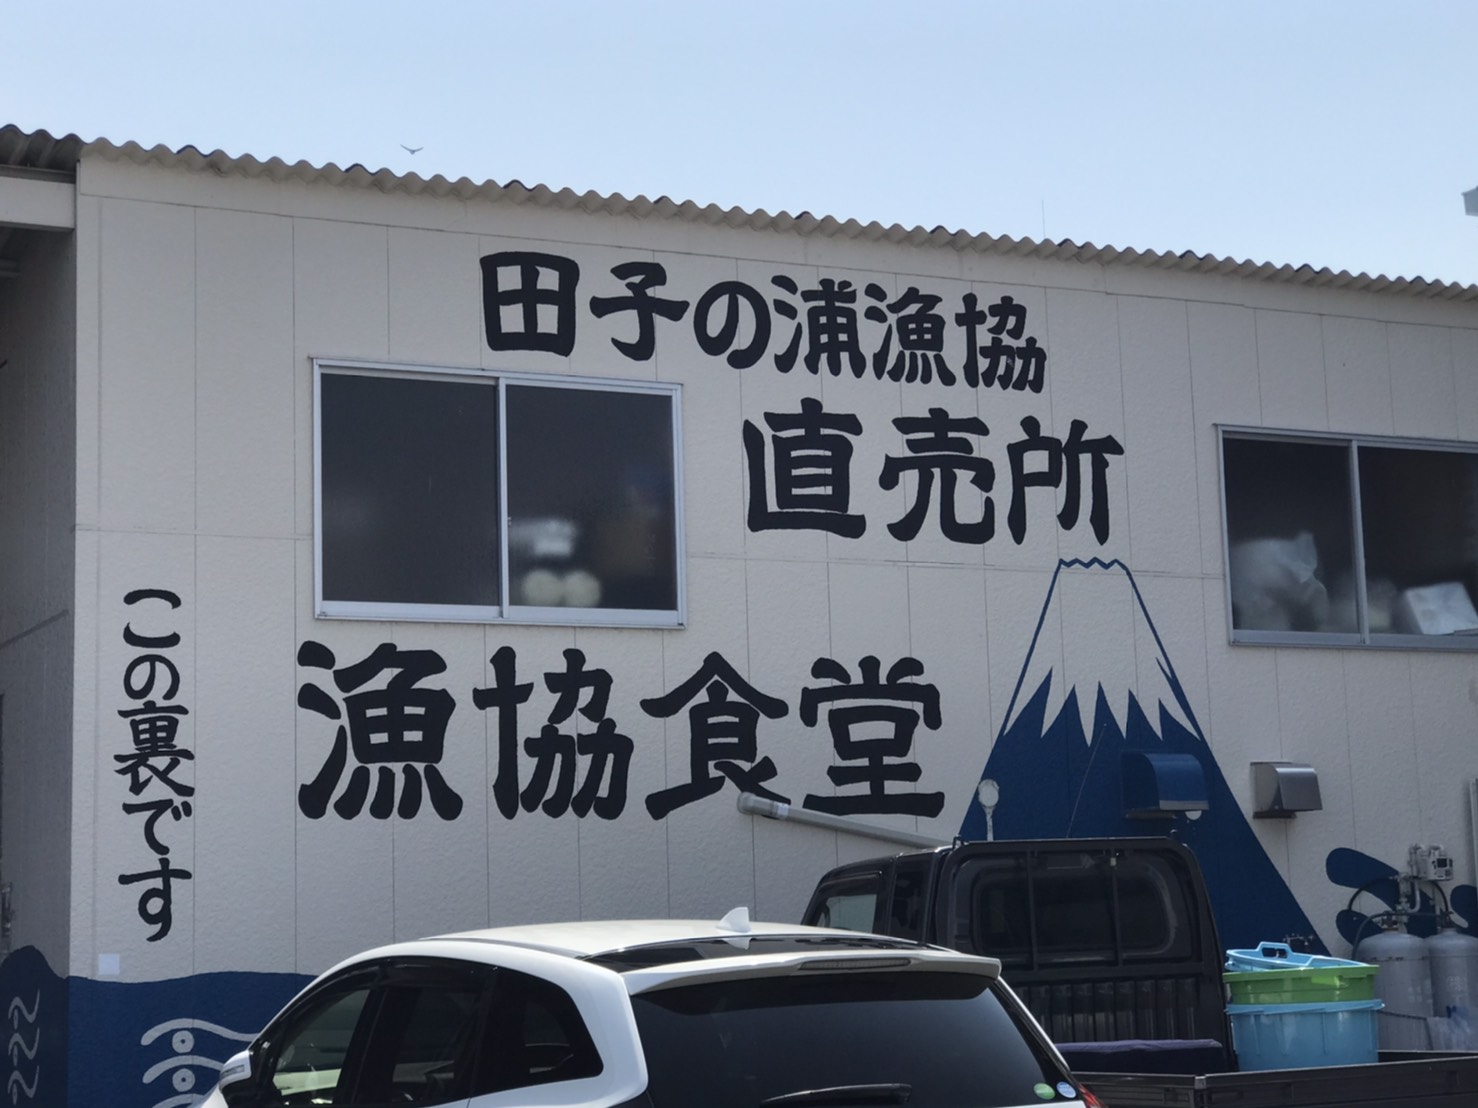 田子の浦漁協
直売所
漁協食堂
この裏です